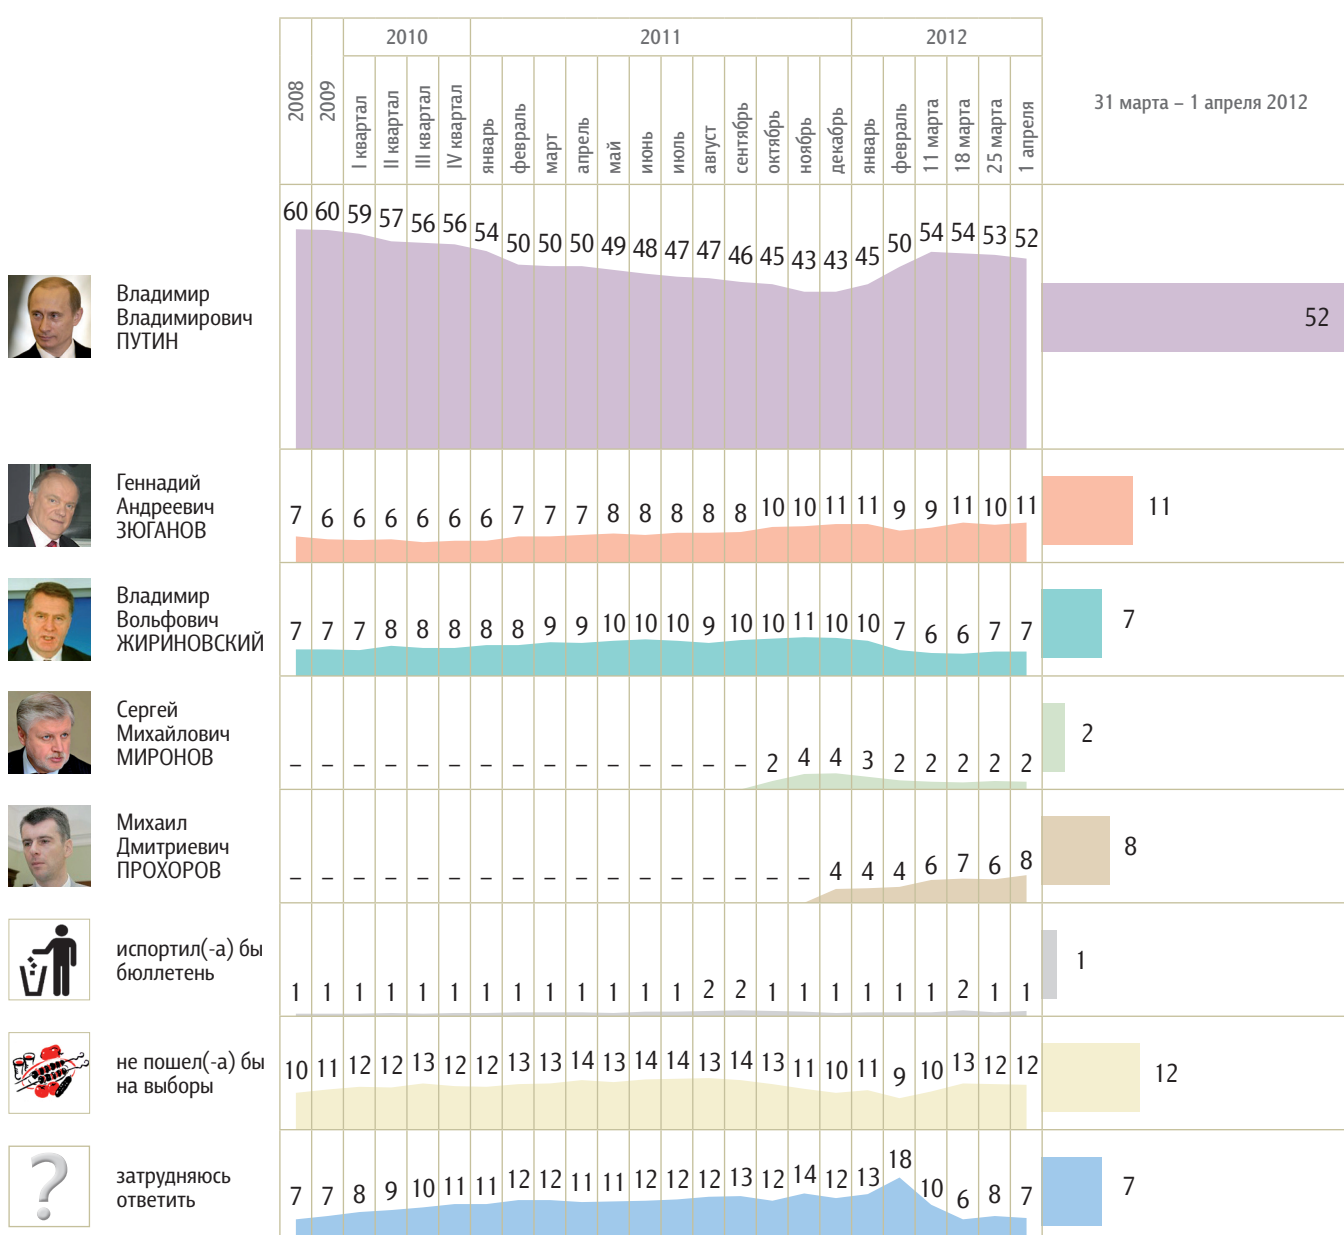 2010 2011 2012
2008 2009 I квартал II квартал III квартал IV квартал январь февраль март апрель май июнь июль август сентябрь октябрь ноябрь декабрь январь февраль 11 марта 18 марта 25 марта 1 апреля
31 марта – 1 апреля 2012
60 60 59 57 56 56 54 50 50 50 49 48 47 47 46 45 43 43 45 50 54 54 53 52
Владимир
Владимирович
ПУТИН
52
Геннадий
Андреевич
ЗЮГАНОВ
7 6 6 6 6 6 6 7 7 7 8 8 8 8 8 10 10 11 11 9 9 11 10 11
11
Владимир
Вольфович
ЖИРИНОВСКИЙ
7 7 7 8 8 8 8 8 9 9 10 10 10 9 10 10 11 10 10 7 6 6 7 7
7
Сергей
Михайлович
МИРОНОВ
– – – – – – – – – – – – – – – 2 4 4 3 2 2 2 2 2
2
Михаил
Дмитриевич
ПРОХОРОВ
– – – – – – – – – – – – – – – – – 4 4 4 6 7 6 8
8
испортил(-а) бы
бюллетень
1 1 1 1 1 1 1 1 1 1 1 1 1 2 2 1 1 1 1 1 1 2 1 1
1
не пошел(-а) бы
на выборы
10 11 12 12 13 12 12 13 13 14 13 14 14 13 14 13 11 10 11 9 10 13 12 12
12
затрудняюсь
ответить
7 7 8 9 10 11 11 12 12 11 11 12 12 12 13 12 14 12 13 18 10 6 8 7
7